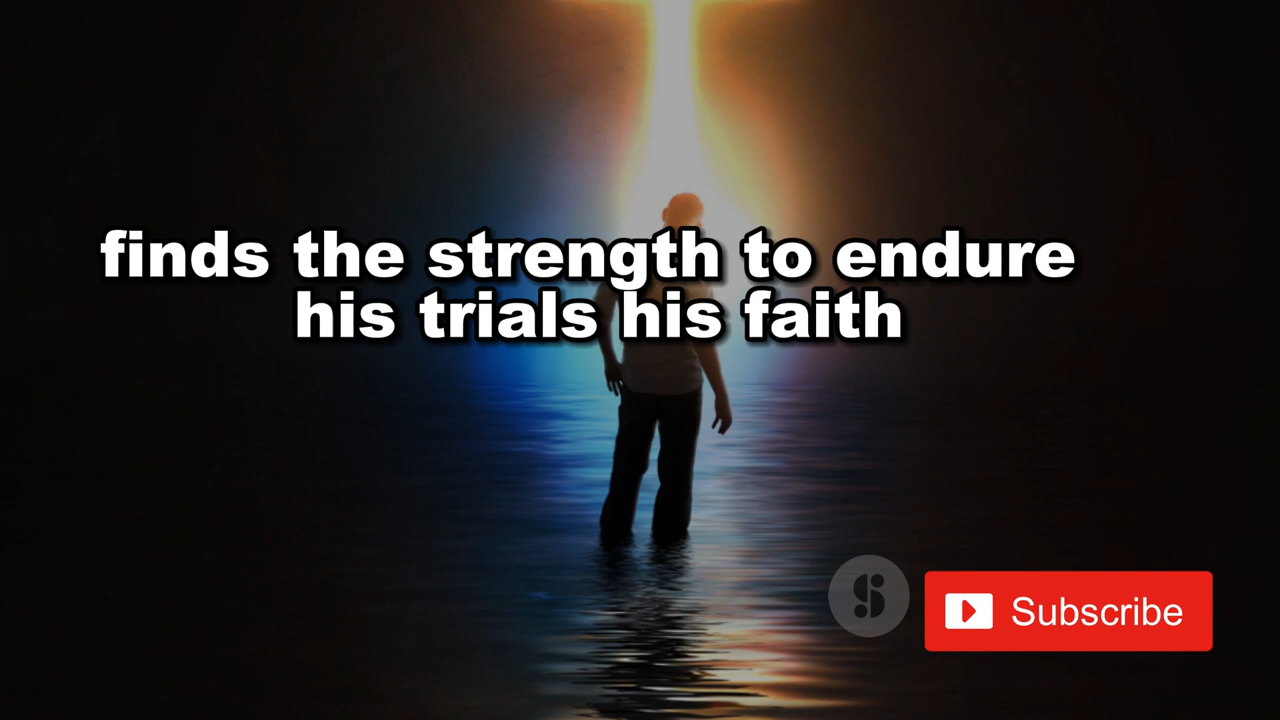 finds the strength to endure
his trials his faith
Subscribe